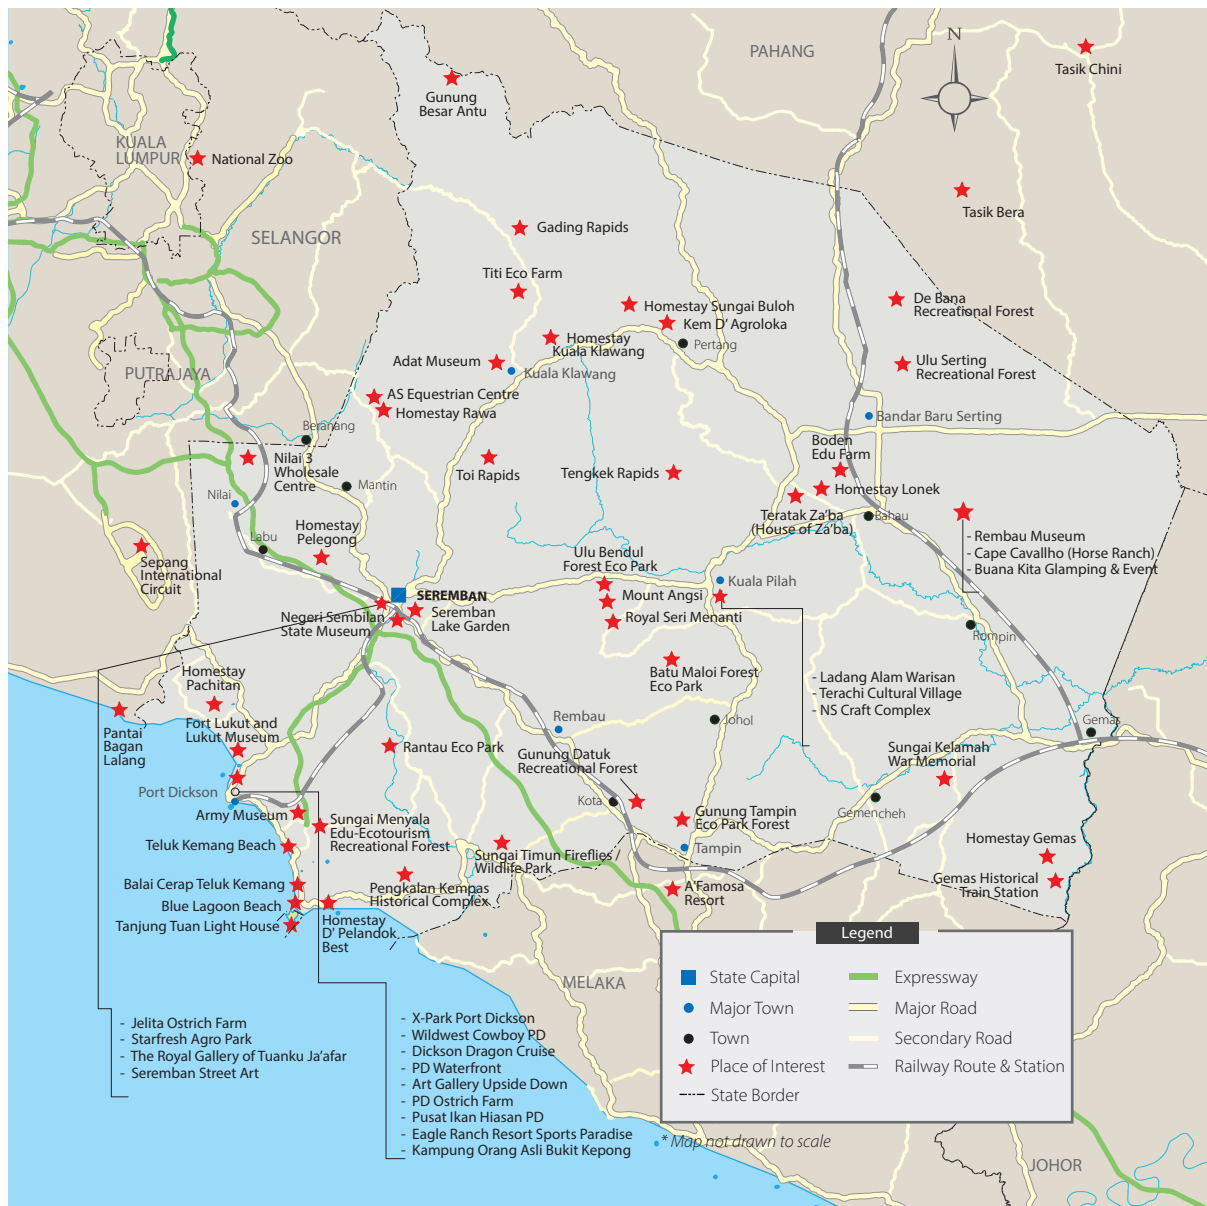 PAHANG
N
Tasik Chini
Gunung
Besar Antu
KUALA
LUMPUR
National Zoo
Tasik Bera
SELANGOR
Gading Rapids
Titi Eco Farm
De Bana
Recreational Forest
Homestay Sungai Buloh
Kem D’ Agroloka
Homestay
Kuala Klawang
Pertang
Adat Museum
Kuala Klawang
Ulu Serting
Recreational Forest
PUTRAJAYA
AS Equestrian Centre
Homestay Rawa
Bandar Baru Serting
Beranang
Boden
Edu Farm
Nilai 3
Wholesale
Centre
Toi Rapids
Tengkek Rapids
Mantin
Homestay Lonek
Nilai
Teratak Za’ba
(House of Za’ba)
Bahau
Homestay
Pelegong
Labu
- Rembau Museum
- Cape Cavallho (Horse Ranch)
- Buana Kita Glamping & Event
Sepang
International
Circuit
Ulu Bendul
Forest Eco Park
Kuala Pilah
SEREMBAN
Mount Angsi
Negeri Sembilan
State Museum
Seremban
Lake Garden
Royal Seri Menanti
Rompin
Homestay
Pachitan
Batu Maloi Forest
Eco Park
- Ladang Alam Warisan
- Terachi Cultural Village
- NS Craft Complex
Pantai
Bagan
Lalang
Fort Lukut and
Lukut Museum
Rembau
Johol
Gemas
Rantau Eco Park
Gunung Datuk
Recreational Forest
Sungai Kelamah
War Memorial
Port Dickson
Kota
Gemencheh
Army Museum
Sungai Menyala
Edu-Ecotourism
Recreational Forest
Gunung Tampin
Eco Park Forest
Teluk Kemang Beach
Tampin
Homestay Gemas
Sungai Timun Fireflies /
Wildlife Park
Balai Cerap Teluk Kemang
Pengkalan Kempas
Historical Complex
A’Famosa
Resort
Gemas Historical
Train Station
Blue Lagoon Beach
Tanjung Tuan Light House
Homestay
D' Pelandok
Best
MELAKA
Legend
State Capital
Expressway
Major Town
Major Road
Town
Secondary Road
Place of Interest
Railway Route & Station
State Border
* Map not drawn to scale
JOHOR
- Jelita Ostrich Farm
- Starfresh Agro Park
- The Royal Gallery of Tuanku Ja’afar
- Seremban Street Art
- X-Park Port Dickson
- Wildwest Cowboy PD
- Dickson Dragon Cruise
- PD Waterfront
- Art Gallery Upside Down
- PD Ostrich Farm
- Pusat Ikan Hiasan PD
- Eagle Ranch Resort Sports Paradise
- Kampung Orang Asli Bukit Kepong